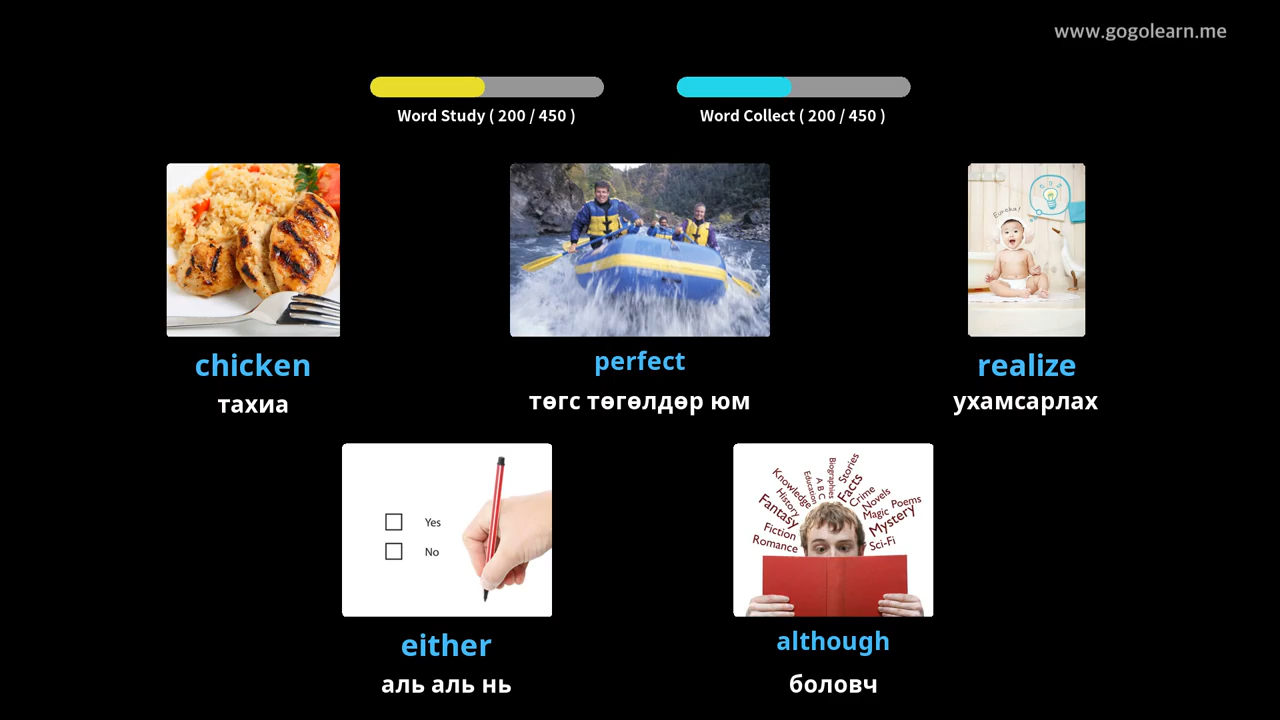 www.gogolearn.me
Word Study ( 200 / 450 )
Word Collect ( 200 / 450 )
Eureka!
chicken
perfect
realize
тахиа
төгс төгөлдөр юм
ухамсарлах
Yes
No
Knowledge
History
Fantasy
Fiction
Romance
Education
A B C
Biographies
Stories
Facts
Crime
Novels
Magic
Poems
Mystery
Sci-Fi
either
although
аль аль нь
боловч